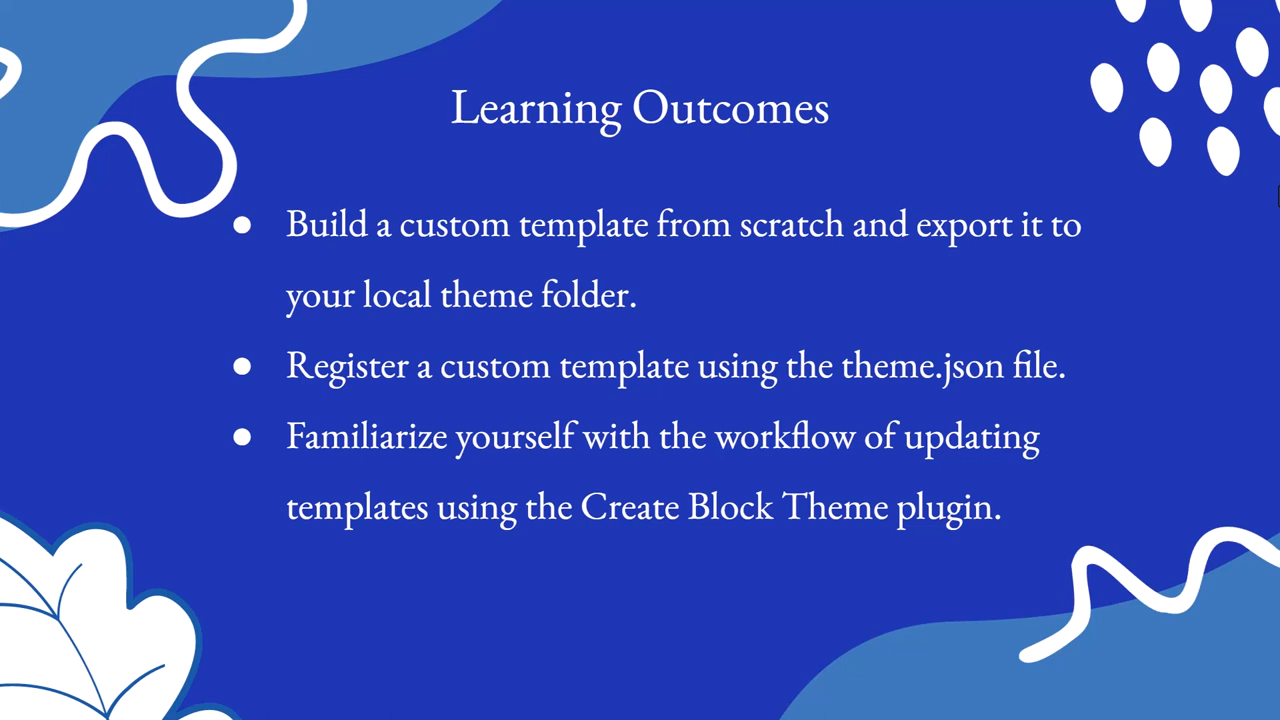 Learning Outcomes
● Build a custom template from scratch and export it to
your local theme folder.
● Register a custom template using the theme.json file.
● Familiarize yourself with the workflow of updating
templates using the Create Block Theme plugin.